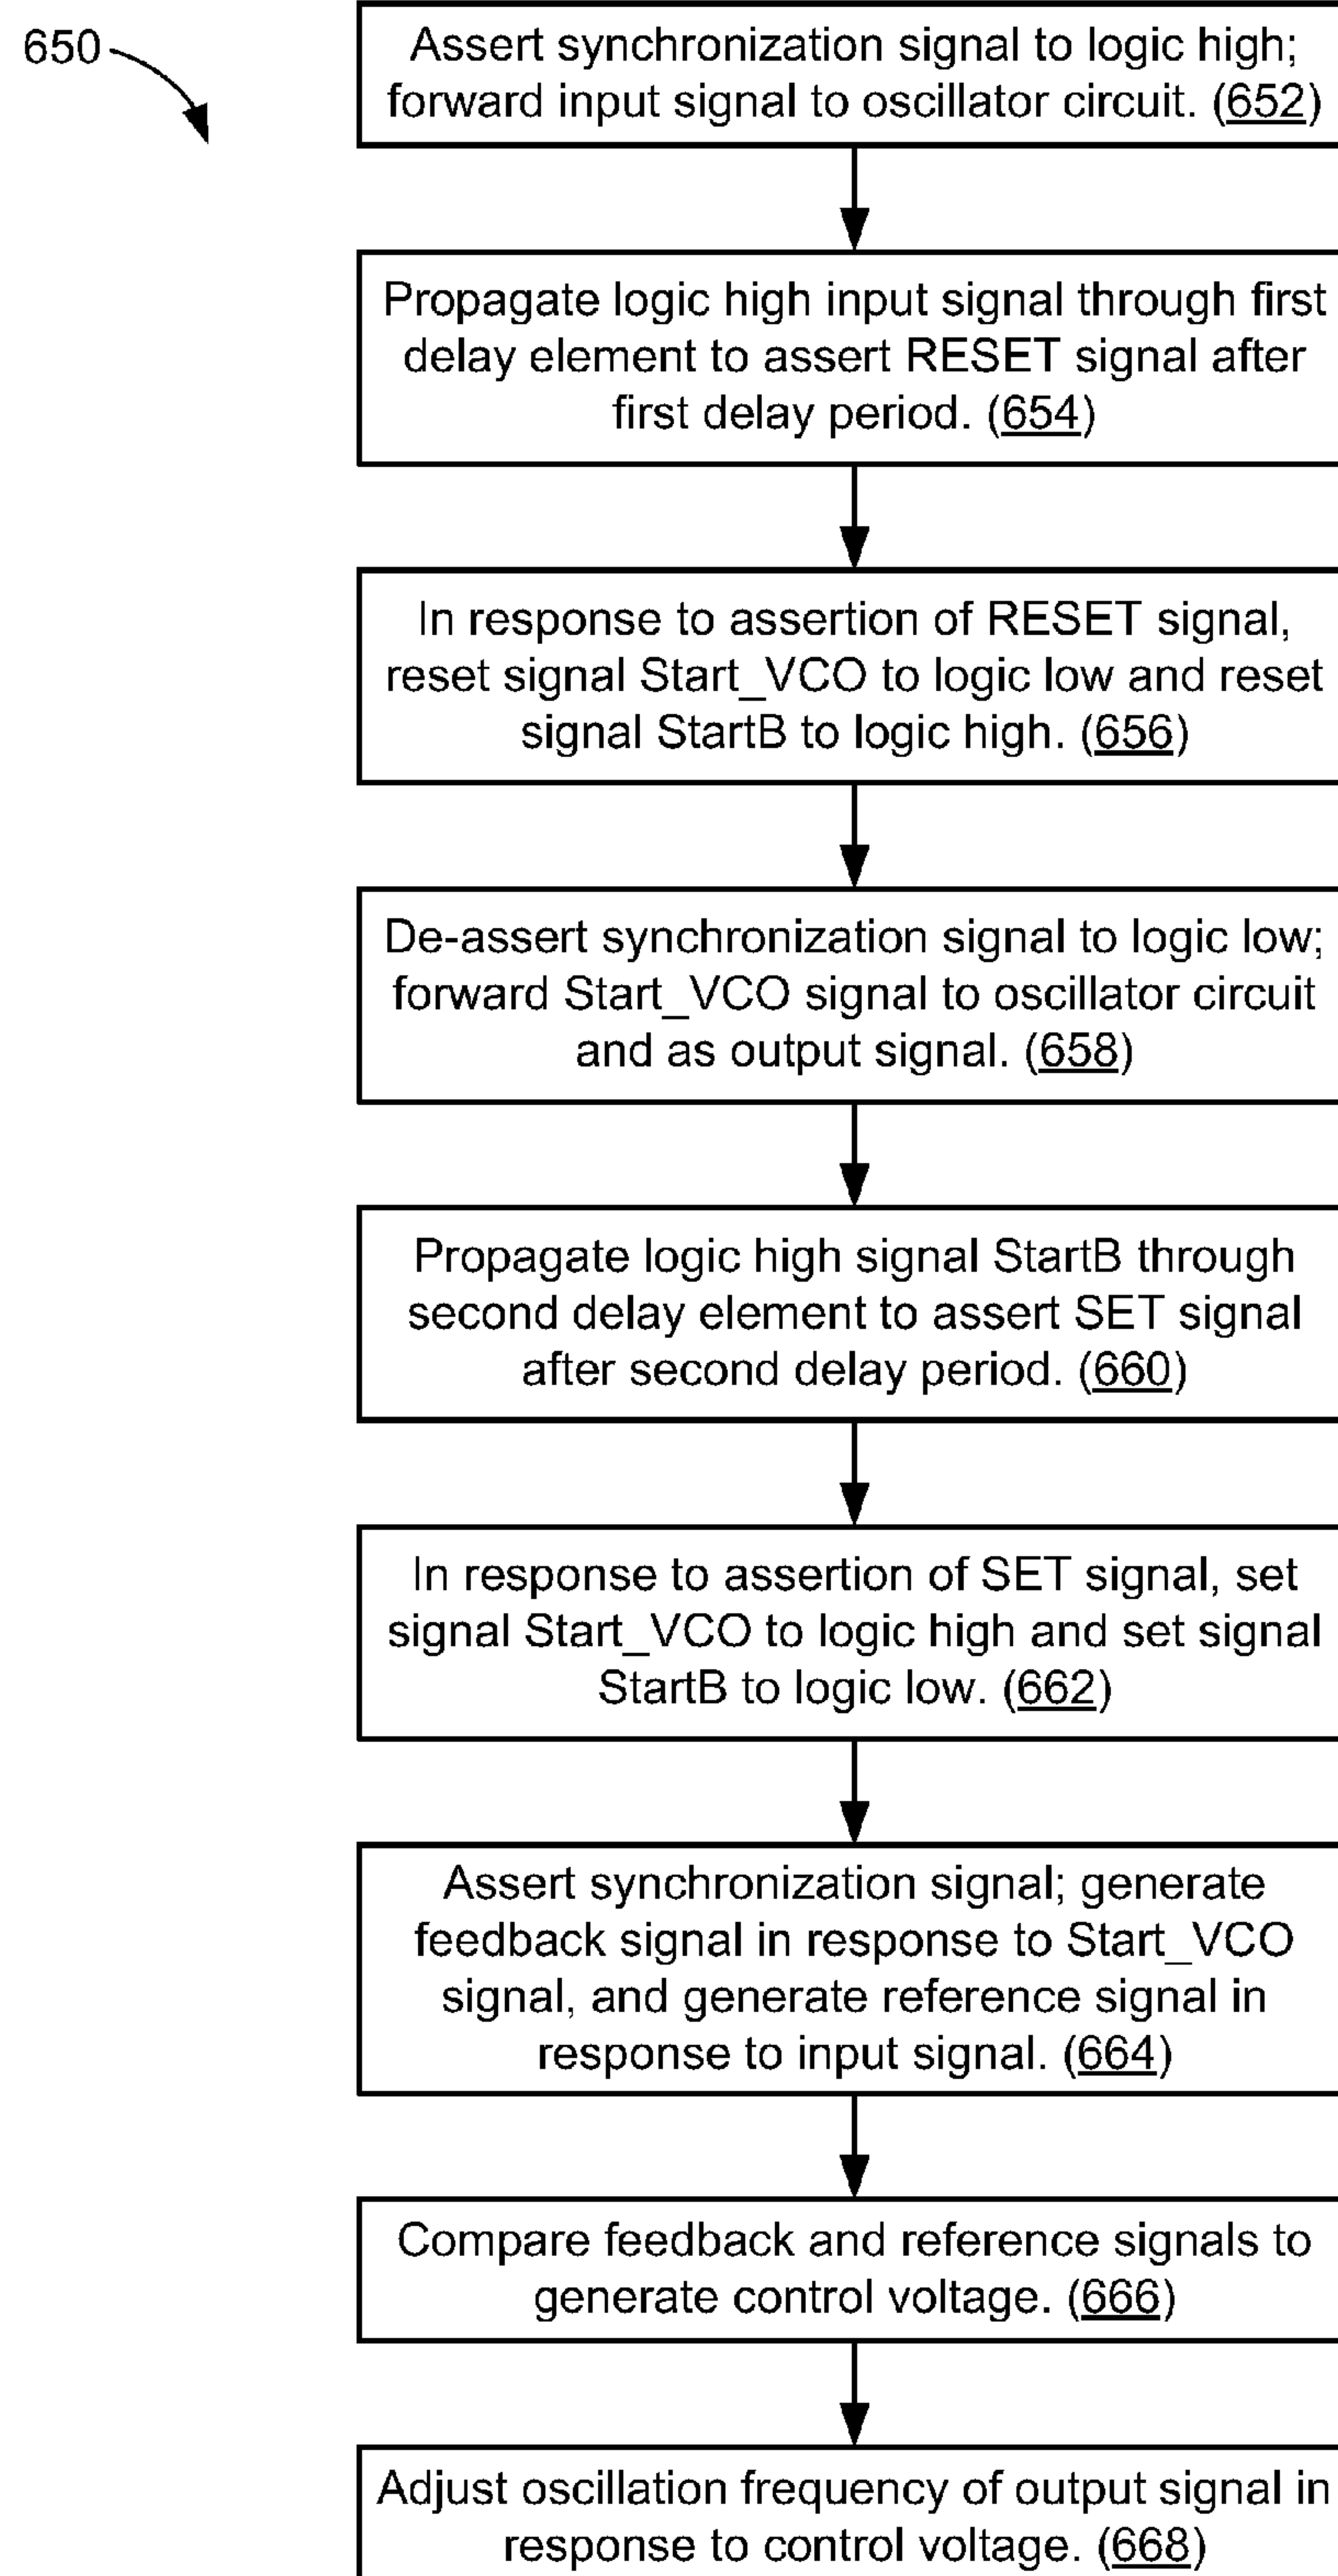 650
Assert synchronization signal to logic high;
forward input signal to oscillator circuit. (652)
Propagate logic high input signal through first
delay element to assert RESET signal after
first delay period. (654)
In response to assertion of RESET signal,
reset signal Start_VCO to logic low and reset
signal StartB to logic high. (656)
De-assert synchronization signal to logic low;
forward Start_VCO signal to oscillator circuit
and as output signal. (658)
Propagate logic high signal StartB through
second delay element to assert SET signal
after second delay period. (660)
In response to assertion of SET signal, set
signal Start_VCO to logic high and set signal
StartB to logic low. (662)
Assert synchronization signal; generate
feedback signal in response to Start_VCO
signal, and generate reference signal in
response to input signal. (664)
Compare feedback and reference signals to
generate control voltage. (666)
Adjust oscillation frequency of output signal in
response to control voltage. (668)